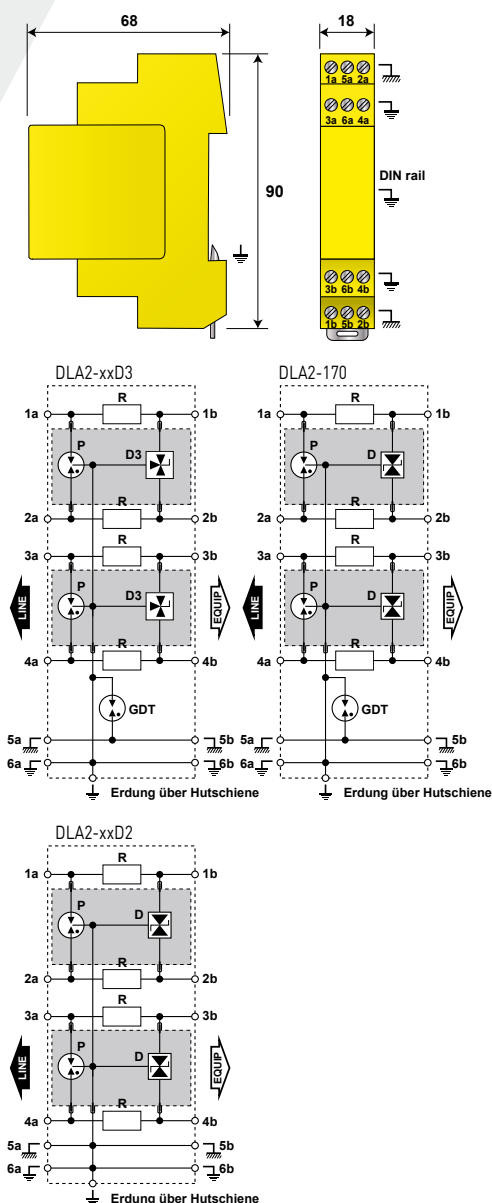 68
18
1a 5a 2a
3a 6a 4a
DIN rail
90
3b 6b 4b
1b 5b 2b
DLA2-xxD3
DLA2-170
1a R 1b
P D3
2a R 2b
3a R 3b
P D3
LINE EQUIP
4a R 4b
GDT
5a 5b
6a 6b
Erdung über Hutschiene
1a R 1b
P D
2a R 2b
3a R 3b
P D
LINE EQUIP
4a R 4b
GDT
5a 5b
6a 6b
Erdung über Hutschiene
DLA2-xxD2
1a R 1b
P D
2a R 2b
3a R 3b
P D
LINE EQUIP
4a R 4b
5a 5b
6a 6b
Erdung über Hutschiene